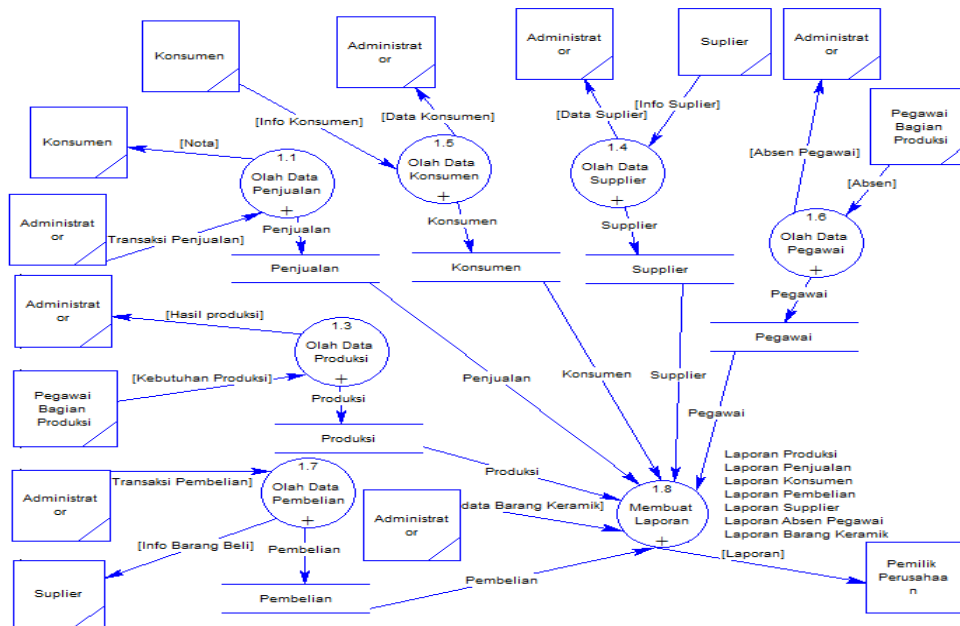 Konsumen
Administrat
or
Administrat
or
Suplier
Administrat
or
Pegawai
Bagian
Produksi
[Info Konsumen]
[Data Konsumen]
[Data Suplier]
[Info Suplier]
[Absen Pegawai]
[Absen]
Konsumen
[Nota]
1.1
Olah Data
Penjualan
+
1.5
Olah Data
Konsumen
+
1.4
Olah Data
Supplier
+
1.6
Olah Data
Pegawai
+
Administrat
or
Transaksi Penjualan]
Penjualan
Konsumen
Supplier
Pegawai
Penjualan
Konsumen
Supplier
Pegawai
Administrat
or
[Hasil produksi]
1.3
Olah Data
Produksi
+
Pegawai
Bagian
Produksi
[Kebutuhan Produksi]
Produksi
Produksi
Penjualan
Konsumen
Supplier
Pegawai
Produksi
Administrat
or
Transaksi Pembelian]
1.7
Olah Data
Pembelian
+
Administrat
or
data Barang Keramik]
1.8
Membuat
Laporan
+
Laporan Produksi
Laporan Penjualan
Laporan Konsumen
Laporan Pembelian
Laporan Supplier
Laporan Absen Pegawai
Laporan Barang Keramik
[Laporan]
Pemilik
Perusahaa
n
Suplier
[Info Barang Beli]
Pembelian
Pembelian
Pembelian